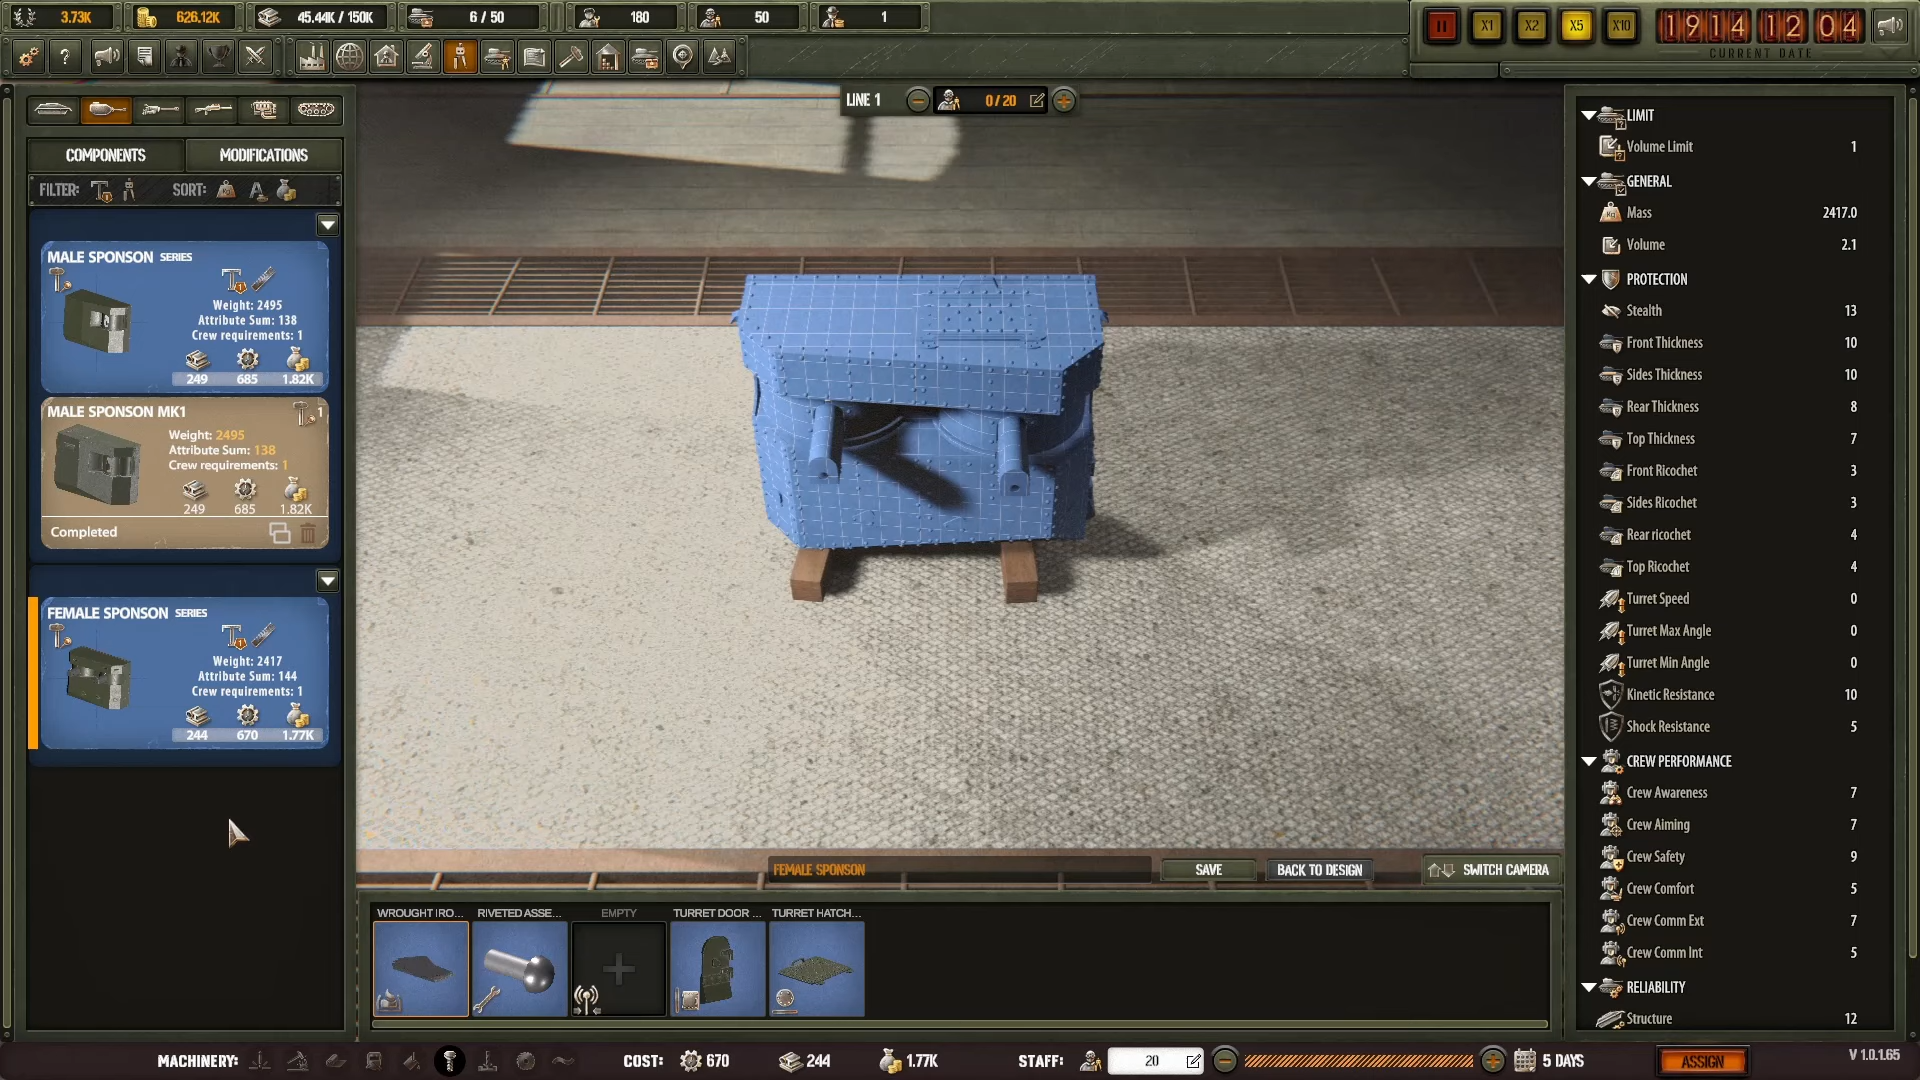 3.73K 626.12K 45.44K / 150K 6 / 50 180 50 1
X1 X2 X5 X10 1914 12 04
CURRENT DATE
LINE 1 0/20
COMPONENTS MODIFICATIONS
FILTER: SORT:
MALE SPONSON SERIES
Weight: 2495
Attribute Sum: 138
Crew requirements: 1
249 685 1.82K
MALE SPONSON MK1 1
Weight: 2495
Attribute Sum: 138
Crew requirements: 1
249 685 1.82K
Completed
FEMALE SPONSON SERIES
Weight: 2417
Attribute Sum: 144
Crew requirements: 1
244 670 1.77K
FEMALE SPONSON SAVE BACK TO DESIGN SWITCH CAMERA
WROUGHT IRO... RIVETED ASSE... EMPTY TURRET DOOR ... TURRET HATCH...
LIMIT
Volume Limit 1
GENERAL
Mass 2417.0
Volume 2.1
PROTECTION
Stealth 13
Front Thickness 10
Sides Thickness 10
Rear Thickness 8
Top Thickness 7
Front Ricochet 3
Sides Ricochet 3
Rear ricochet 4
Top Ricochet 4
Turret Speed 0
Turret Max Angle 0
Turret Min Angle 0
Kinetic Resistance 10
Shock Resistance 5
CREW PERFORMANCE
Crew Awareness 7
Crew Aiming 7
Crew Safety 9
Crew Comfort 5
Crew Comm Ext 7
Crew Comm Int 5
RELIABILITY
Structure 12
MACHINERY: COST: 670 244 1.77K STAFF: 20 5 DAYS ASSIGN V 1.0.1.65